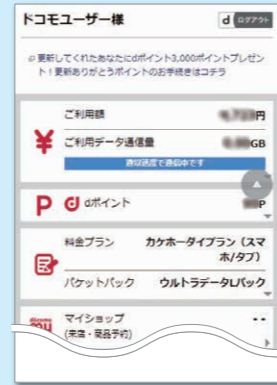 ドコモユーザー様
d ログアウト
更新してくれたあなたにdポイント3,000ポイントプレゼン
ト！更新ありがとうポイントのお手続きはコチラ
ご利用額 円
¥
ご利用データ通信量 GB
通常速度で通信中です
P d dポイント P
料金プラン カケホーダイプラン（スマ
ホ/タブ）
パケットパック ウルトラデータLパック
my マイショップ --
(来店・商品予約)